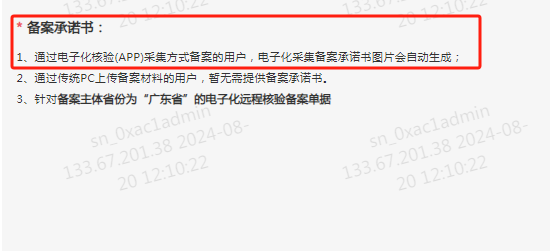 * 备案承诺书：
1、通过电子化核验(APP)采集方式备案的用户，电子化采集备案承诺书图片会自动生成；
2、通过传统PC上传备案材料的用户，暂无需提供备案承诺书。
3、针对备案主体省份为“广东省”的电子化远程核验备案单据
sn_0xac1admin
133.67.201.38 2024-08-
20 12:10:22
sn_0xac1admin
133.67.201.38 2024-08-
20 12:10:22